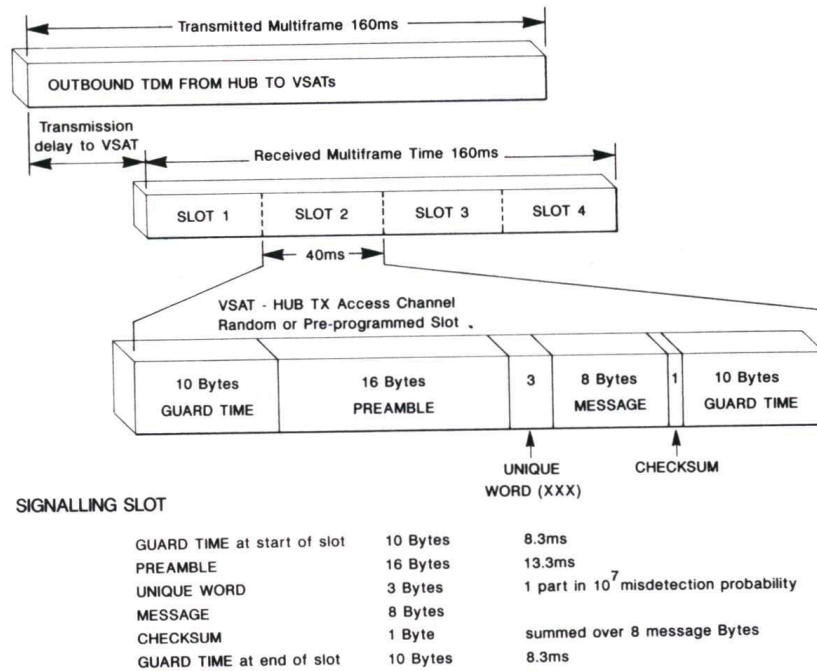 Transmitted Multiframe 160ms
OUTBOUND TDM FROM HUB TO VSATs
Transmission
delay to VSAT
Received Multiframe Time 160ms
SLOT 1 SLOT 2 SLOT 3 SLOT 4
40ms
VSAT - HUB TX Access Channel
Random or Pre-programmed Slot .
10 Bytes 16 Bytes 3 8 Bytes 1 10 Bytes
GUARD TIME PREAMBLE MESSAGE GUARD TIME
UNIQUE CHECKSUM
WORD (XXX)
SIGNALLING SLOT
GUARD TIME at start of slot 10 Bytes 8.3ms
PREAMBLE 16 Bytes 13.3ms
UNIQUE WORD 3 Bytes 1 part in 10⁷ misdetection probability
MESSAGE 8 Bytes
CHECKSUM 1 Byte summed over 8 message Bytes
GUARD TIME at end of slot 10 Bytes 8.3ms